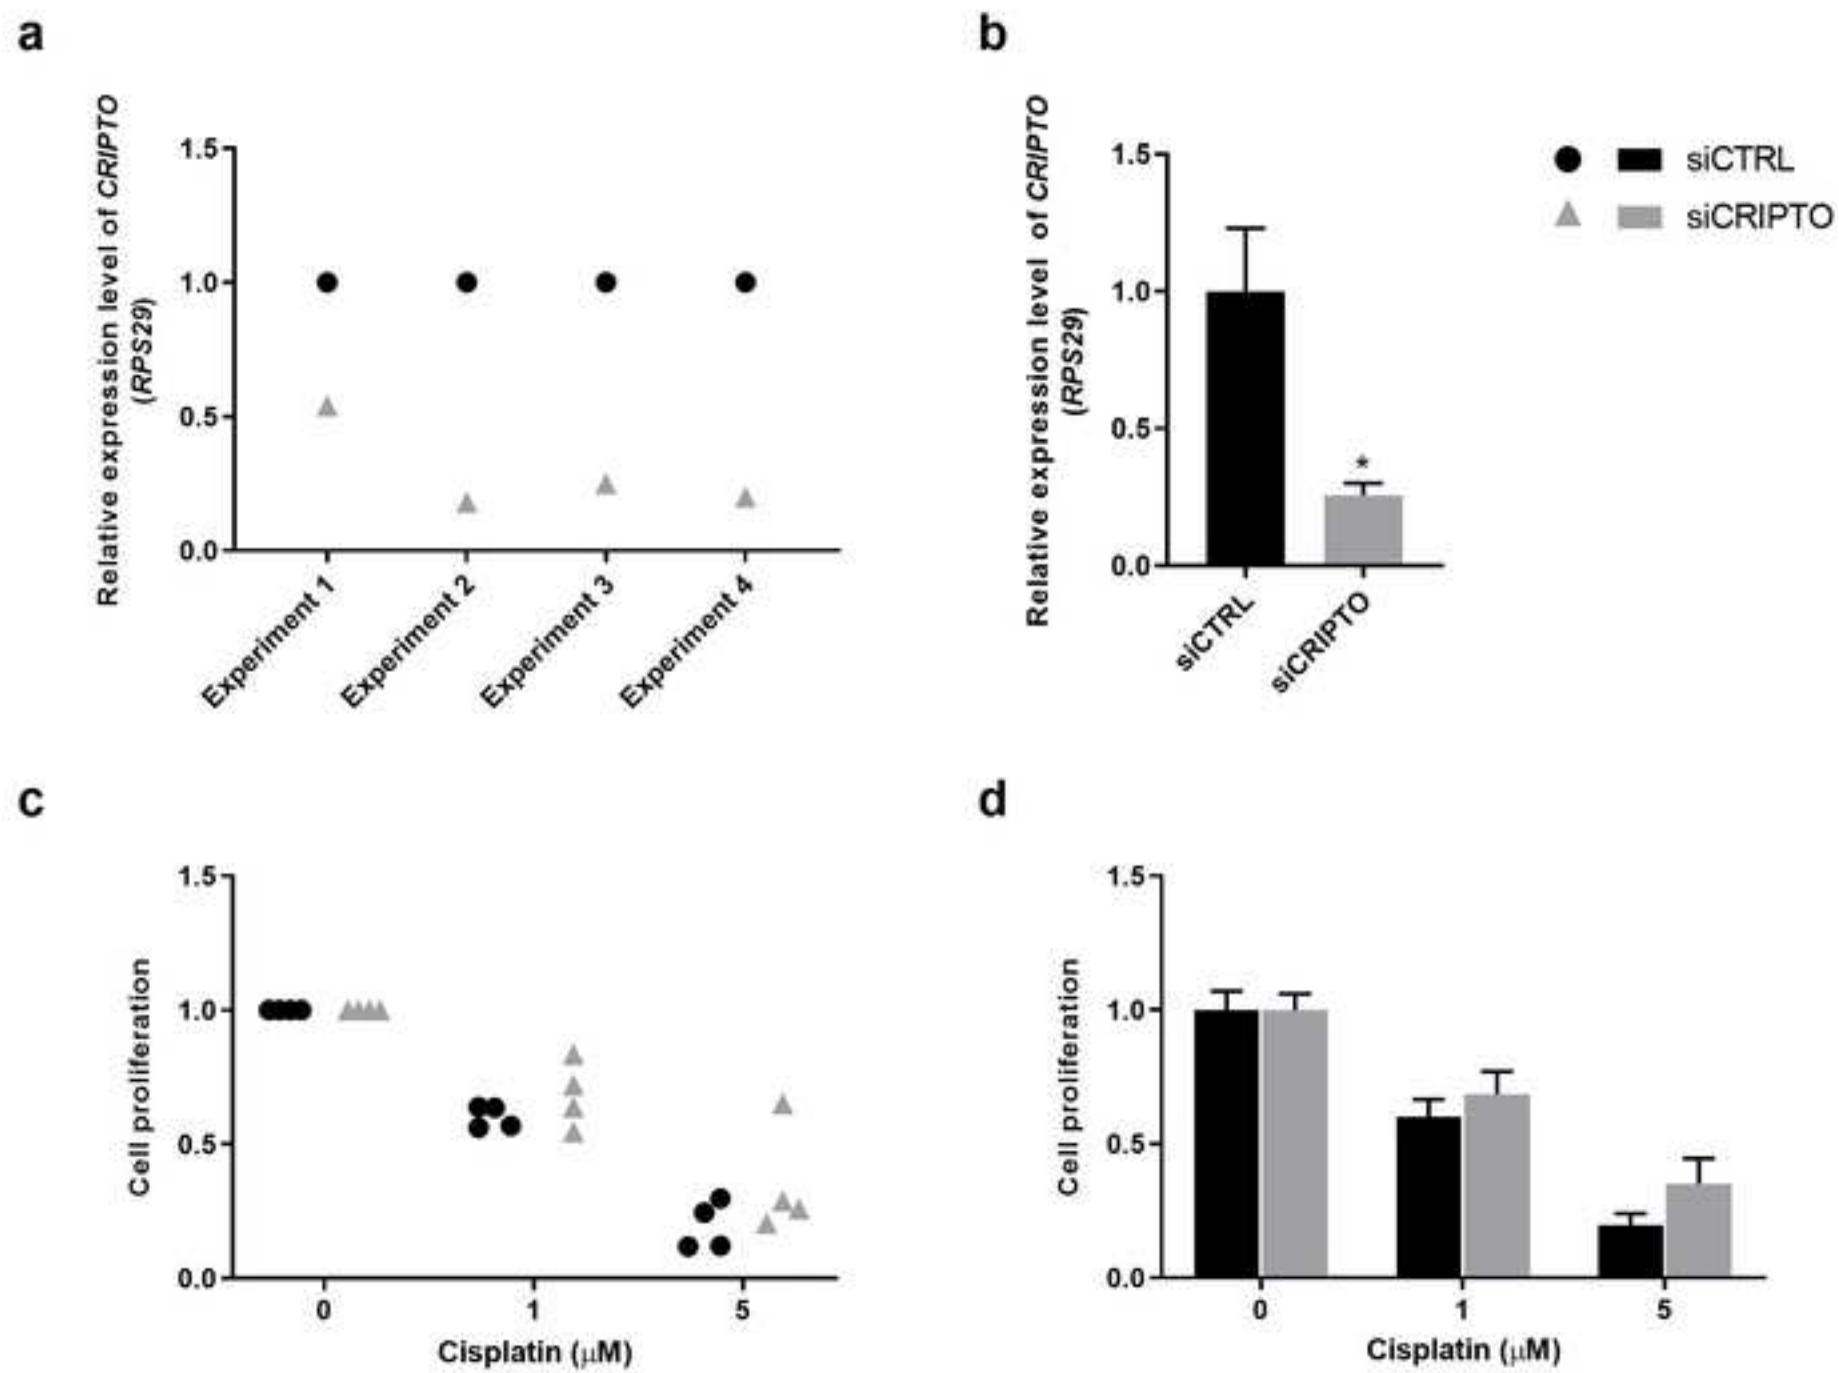 a
Relative expression level of CRIPTO
(RPS29)
1.5
1.0
0.5
0.0
Experiment 1
Experiment 2
Experiment 3
Experiment 4
b
Relative expression level of CRIPTO
(RPS29)
1.5
1.0
0.5
0.0
*
siCTRL
siCRIPTO
siCTRL
siCRIPTO
c
Cell proliferation
1.5
1.0
0.5
0.0
0 1 5
Cisplatin (μM)
d
Cell proliferation
1.5
1.0
0.5
0.0
0 1 5
Cisplatin (μM)